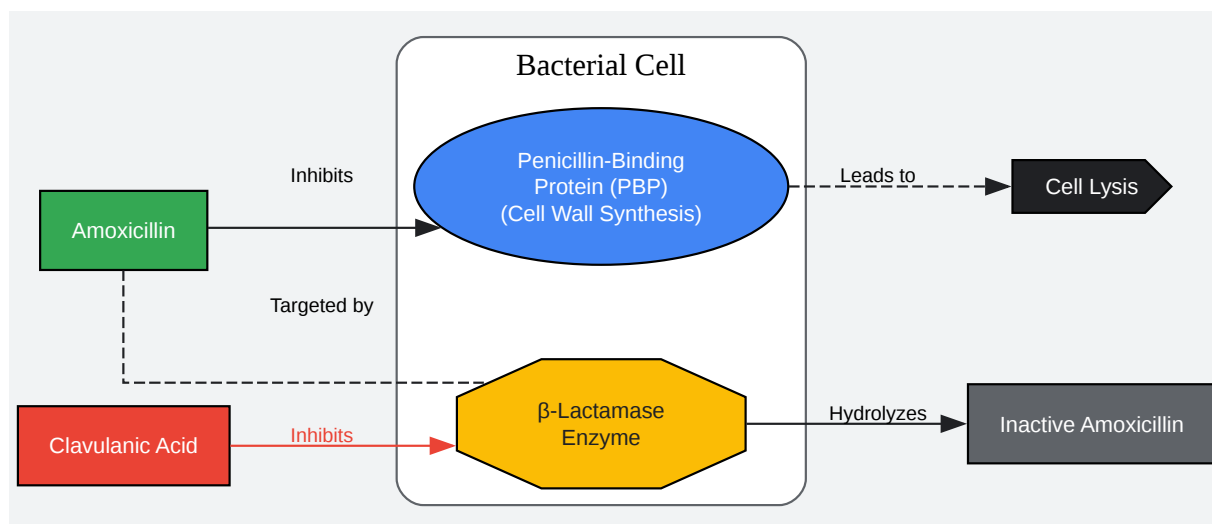 Bacterial Cell
Penicillin-Binding
Protein (PBP)
(Cell Wall Synthesis)
Inhibits
Leads to
Cell Lysis
Amoxicillin
Targeted by
β-Lactamase
Enzyme
Hydrolyzes
Inactive Amoxicillin
Clavulanic Acid
Inhibits